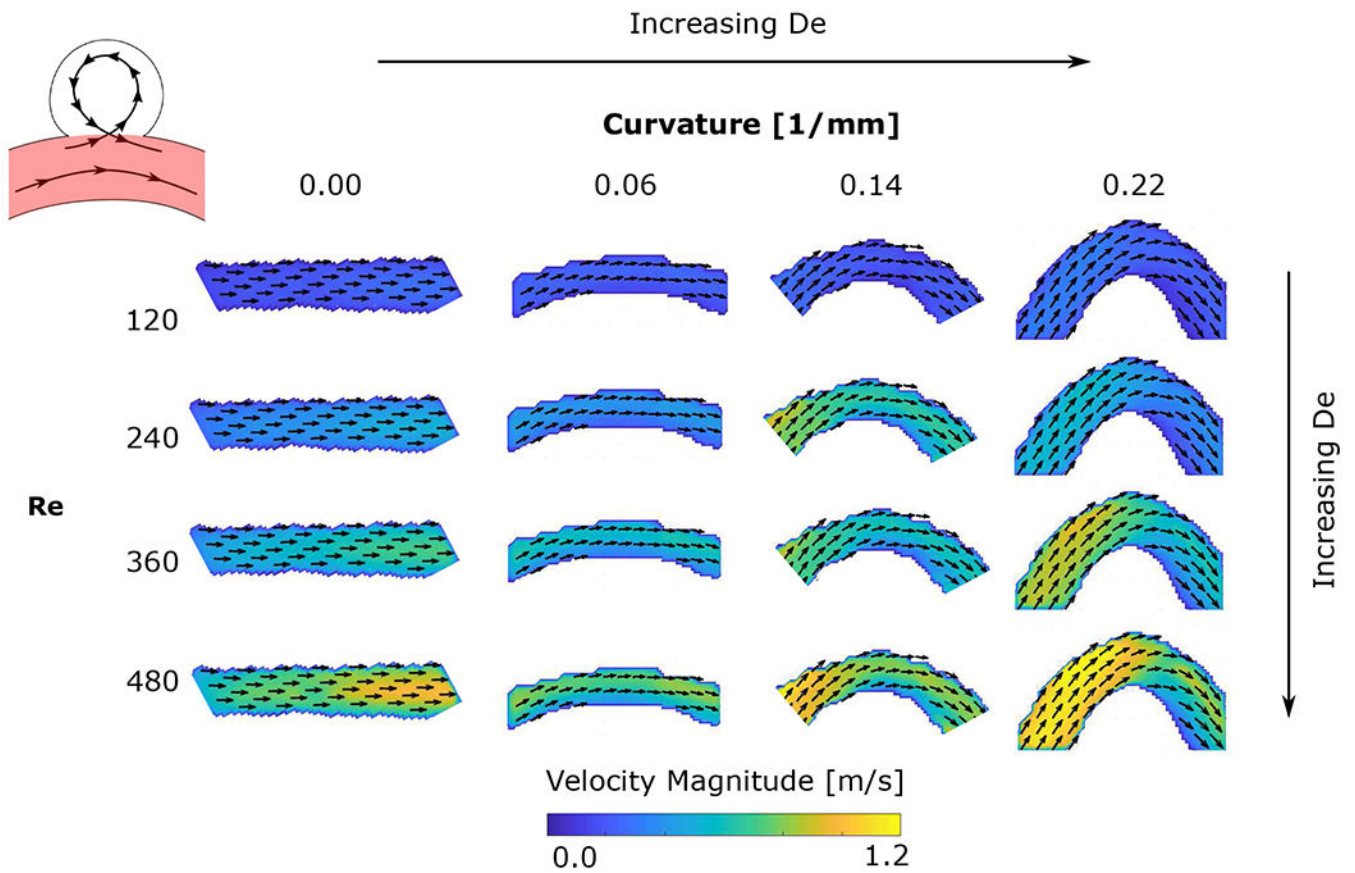 Increasing De
Curvature [1/mm]
0.00 0.06 0.14 0.22
120
240
Re
360
480
Increasing De
Velocity Magnitude [m/s]
0.0 1.2